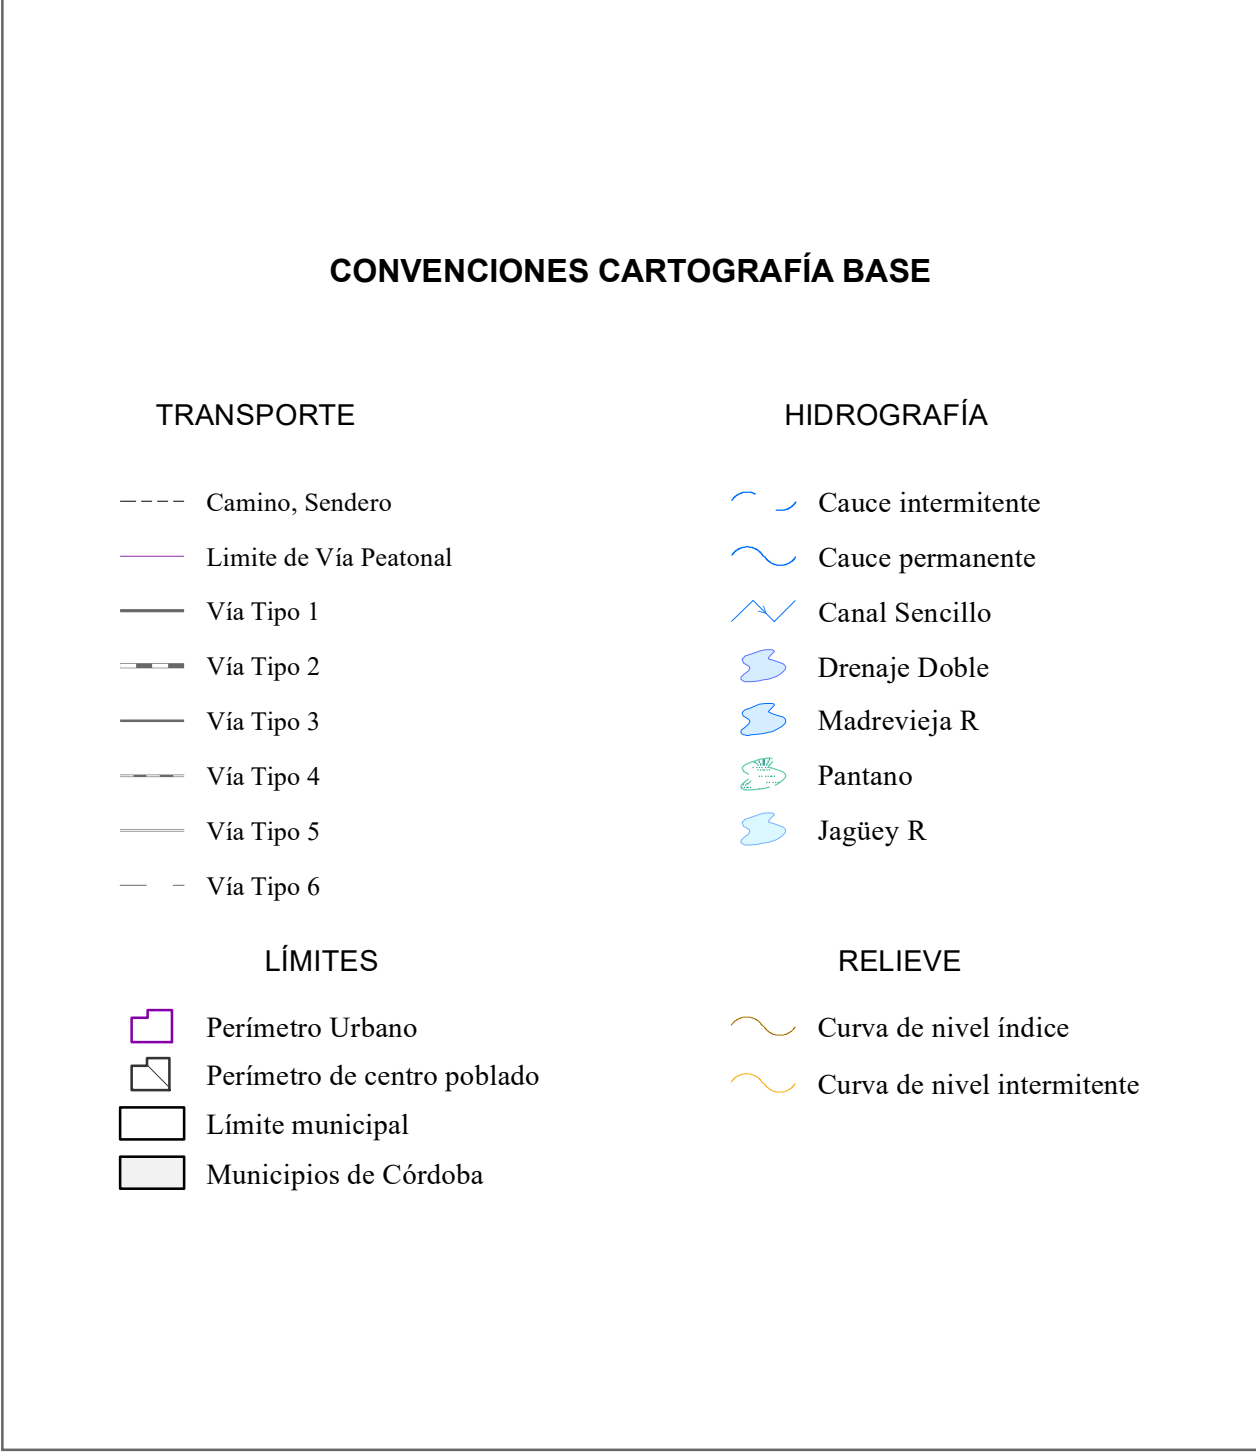 CONVENCIONES CARTOGRAFÍA BASE
TRANSPORTE
Camino, Sendero
Limite de Vía Peatonal
Vía Tipo 1
Vía Tipo 2
Vía Tipo 3
Vía Tipo 4
Vía Tipo 5
Vía Tipo 6
HIDROGRAFÍA
Cauce intermitente
Cauce permanente
Canal Sencillo
Drenaje Doble
Madrevieja R
Pantano
Jagüey R
LÍMITES
Perímetro Urbano
Perímetro de centro poblado
Límite municipal
Municipios de Córdoba
RELIEVE
Curva de nivel índice
Curva de nivel intermitente